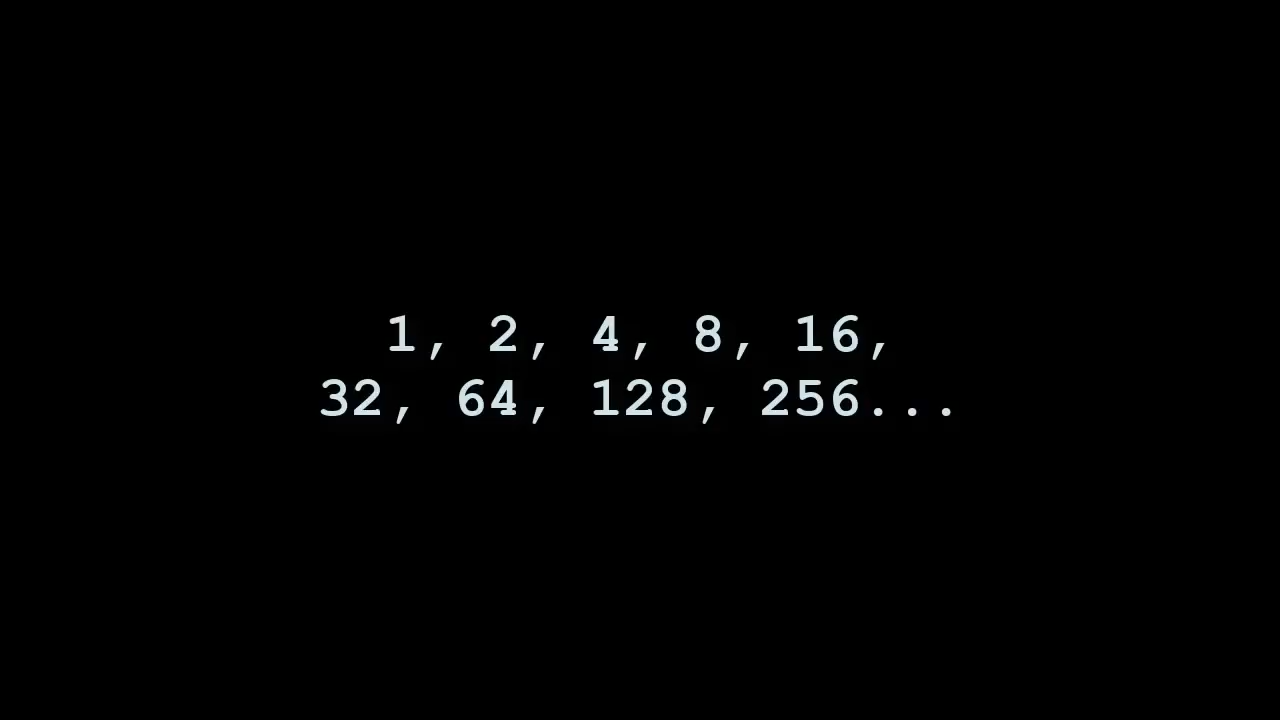 1, 2, 4, 8, 16,
32, 64, 128, 256...